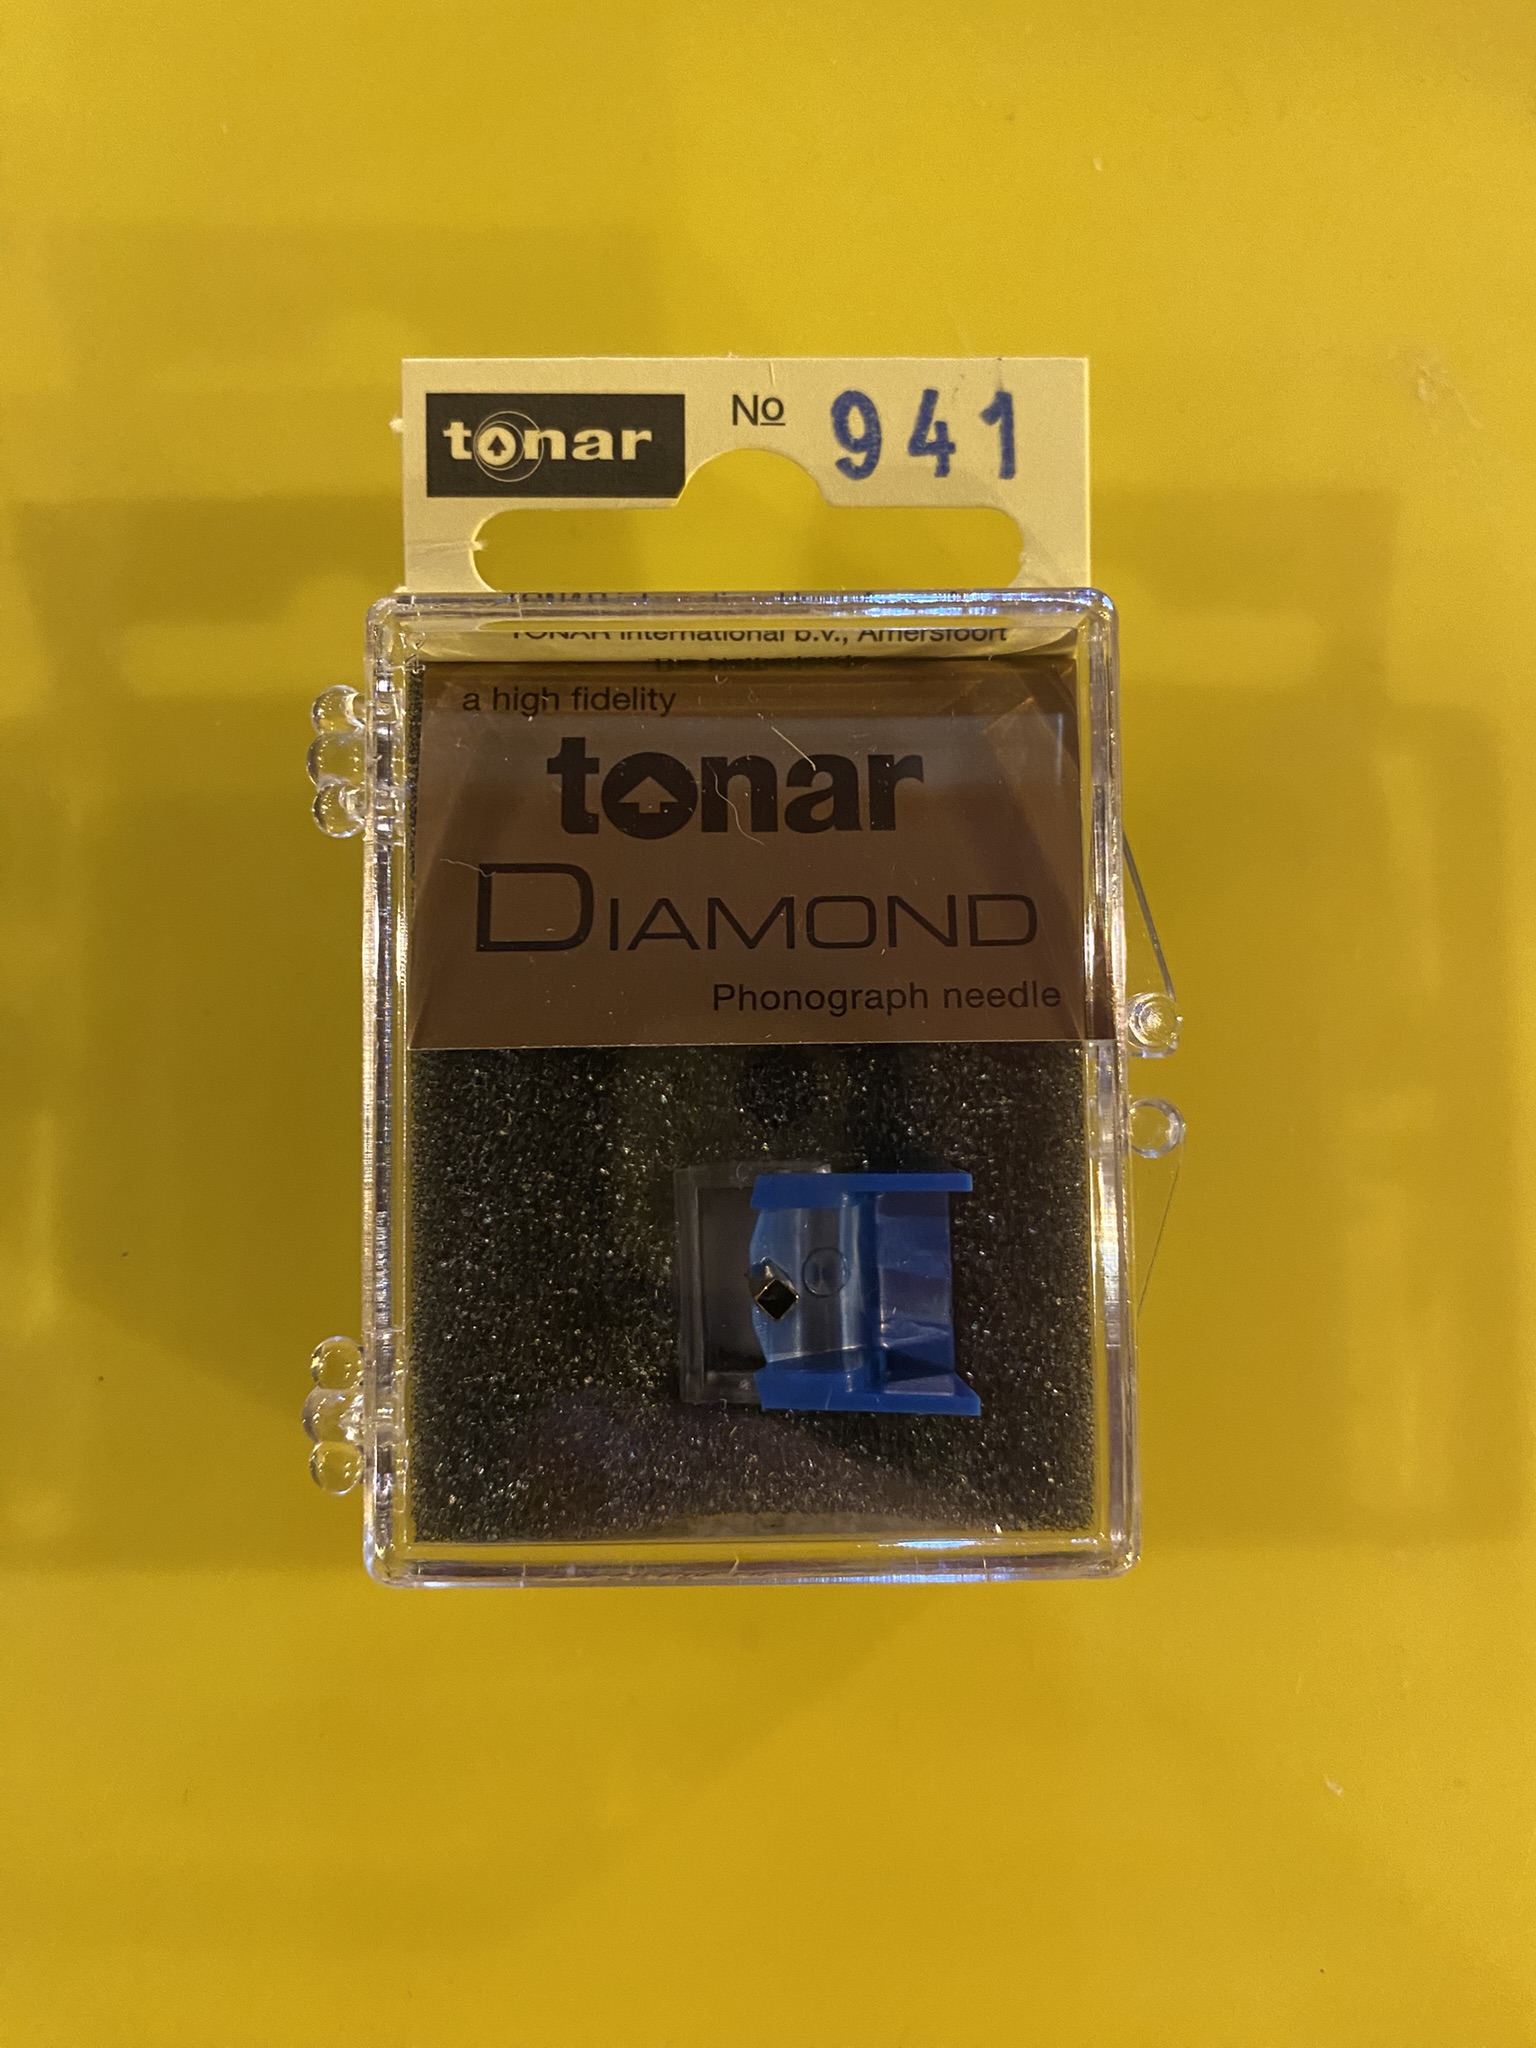 tonar
No 941
TONAR International b.v., Amersfoort
a high fidelity
tonar
DIAMOND
Phonograph needle